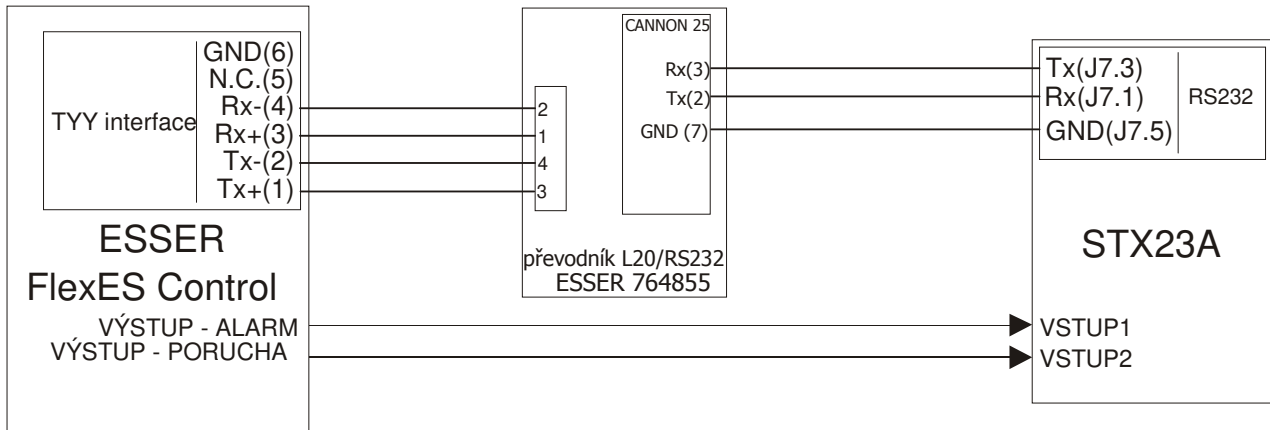 TYY interface
GND(6)
N.C.(5)
Rx-(4)
Rx+(3)
Tx-(2)
Tx+(1)
ESSER
FlexES Control
VÝSTUP - ALARM
VÝSTUP - PORUCHA
2
1
4
3
CANNON 25
Rx(3)
Tx(2)
GND (7)
převodník L20/RS232
ESSER 764855
Tx(J7.3)
Rx(J7.1)
GND(J7.5)
RS232
STX23A
VSTUP1
VSTUP2